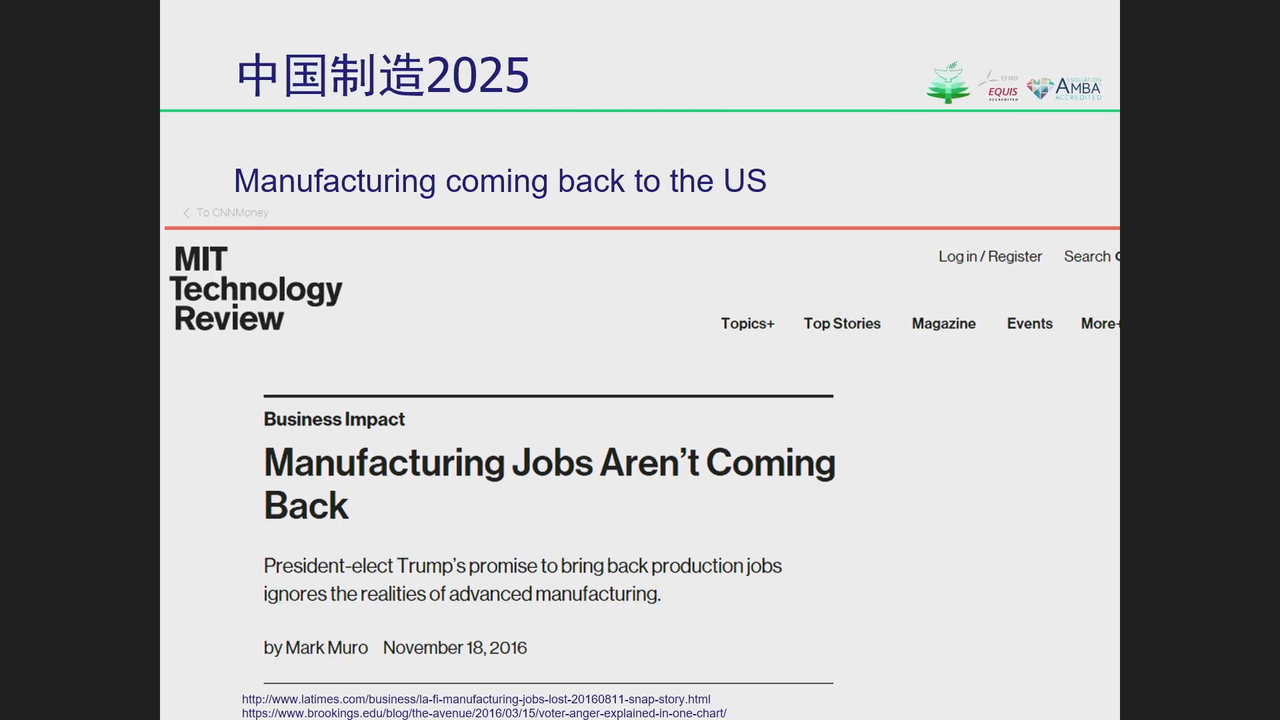 中国制造2025
EFMD
EQUIS
ACCREDITED
ASSOCIATION
AMBA
ACCREDITED
Manufacturing coming back to the US
To CNNMoney
MIT
Technology
Review
Log in / Register
Search
Topics+
Top Stories
Magazine
Events
More+
Business Impact
Manufacturing Jobs Aren’t Coming
Back
President-elect Trump’s promise to bring back production jobs
ignores the realities of advanced manufacturing.
by Mark Muro November 18, 2016
http://www.latimes.com/business/la-fi-manufacturing-jobs-lost-20160811-snap-story.html
https://www.brookings.edu/blog/the-avenue/2016/03/15/voter-anger-explained-in-one-chart/